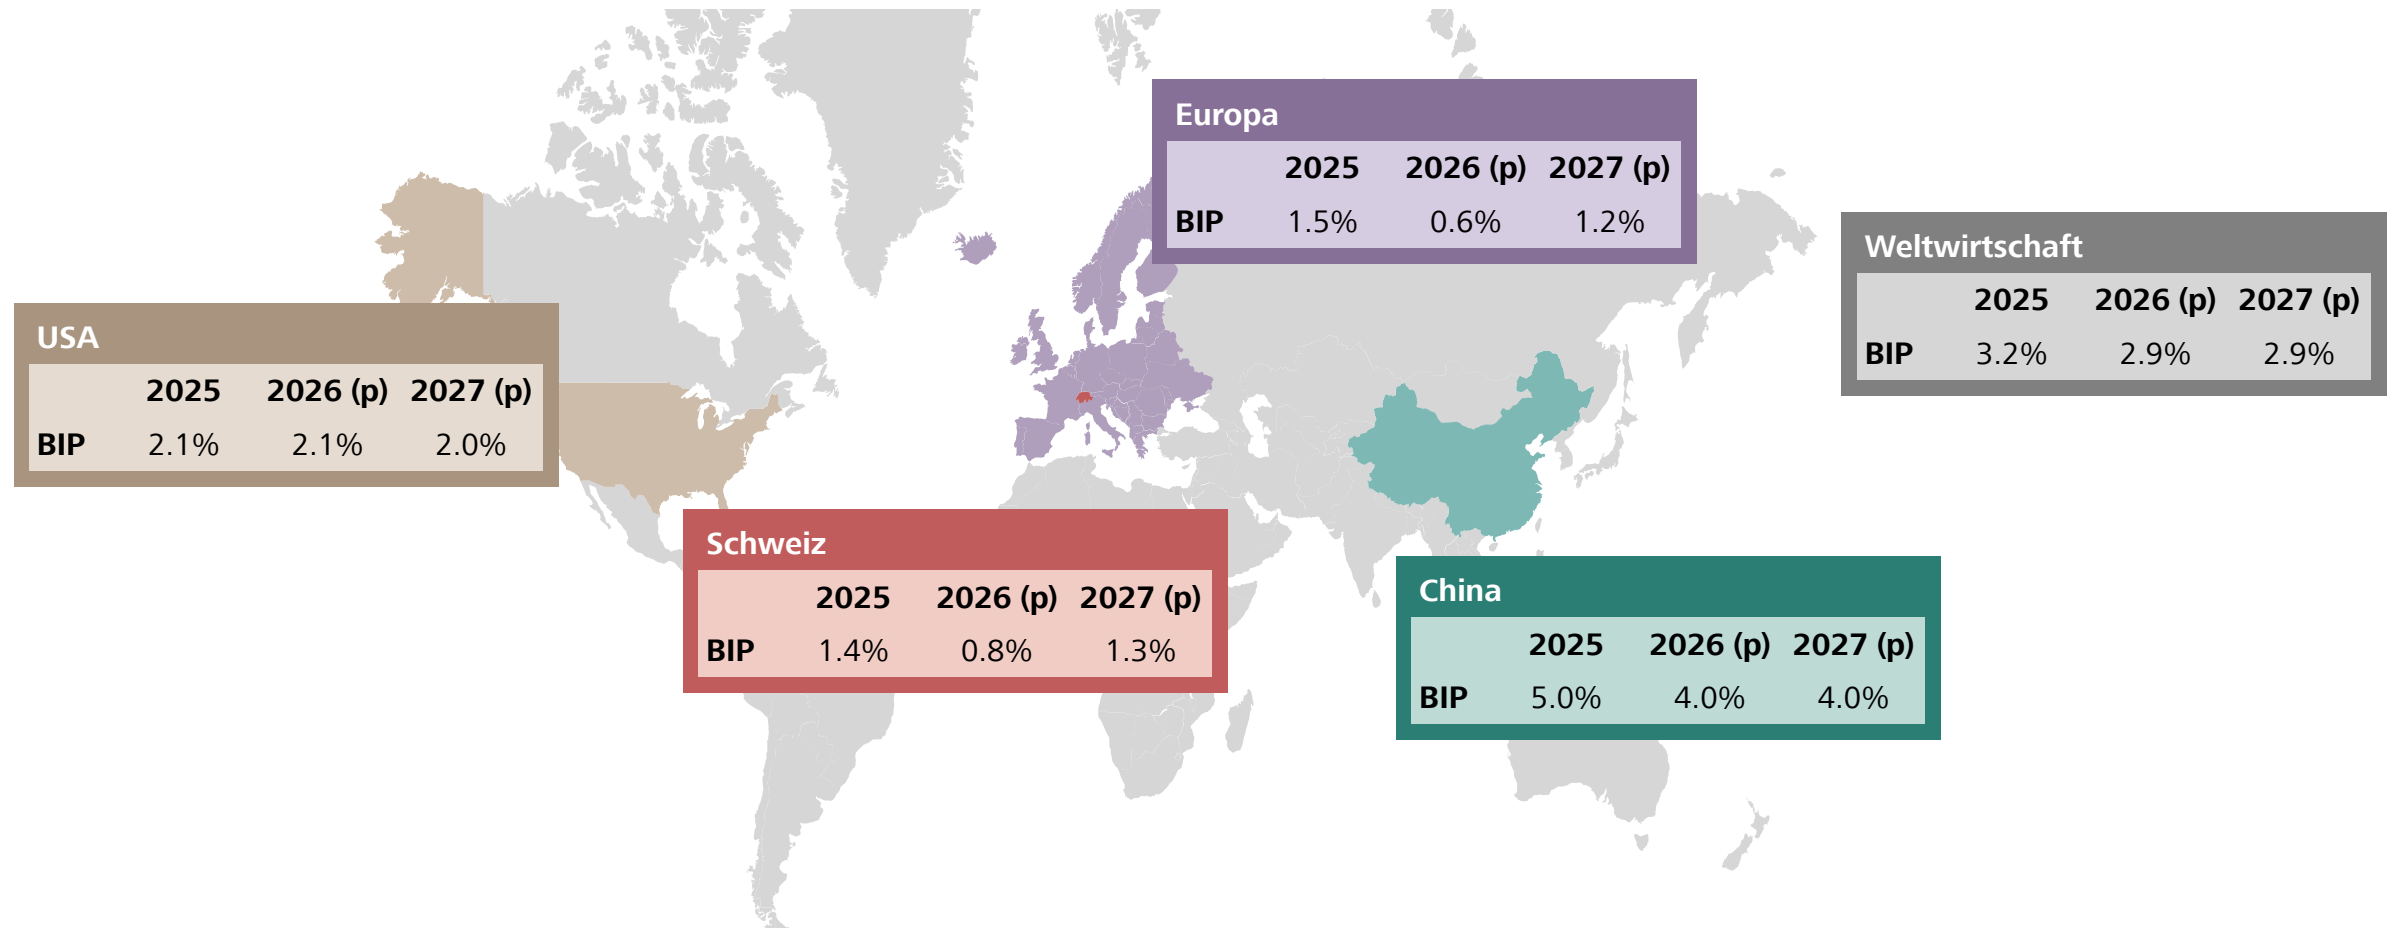 Europa
2025 2026 (p) 2027 (p)
BIP 1.5% 0.6% 1.2%
Weltwirtschaft
2025 2026 (p) 2027 (p)
BIP 3.2% 2.9% 2.9%
USA
2025 2026 (p) 2027 (p)
BIP 2.1% 2.1% 2.0%
Schweiz
2025 2026 (p) 2027 (p)
BIP 1.4% 0.8% 1.3%
China
2025 2026 (p) 2027 (p)
BIP 5.0% 4.0% 4.0%